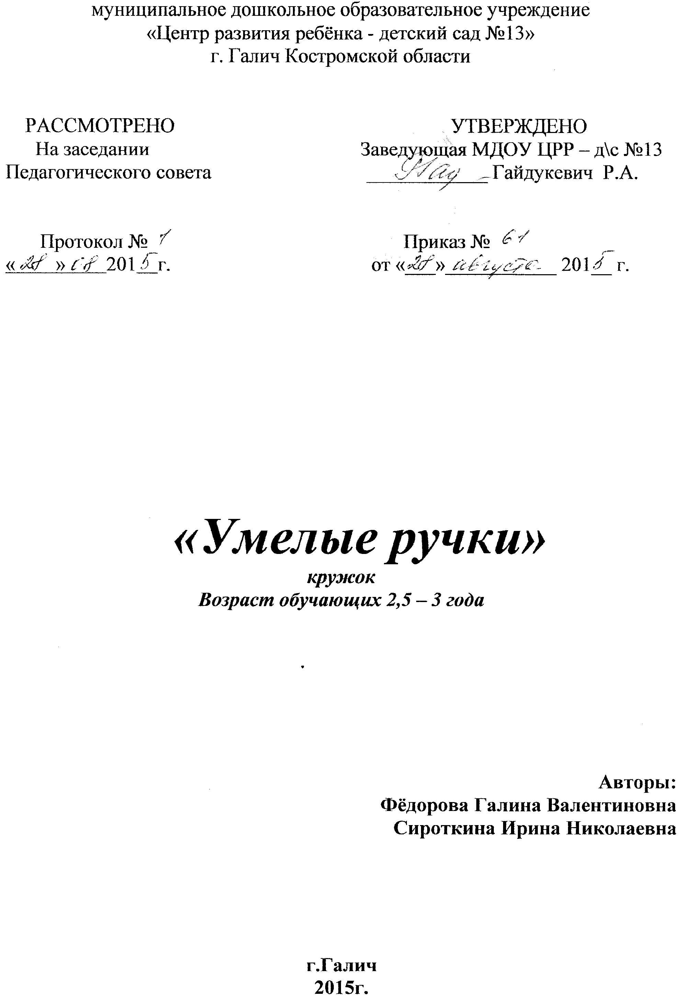 муниципальное дошкольное образовательное учреждение
«Центр развития ребёнка - детский сад №13»
г. Галич Костромской области
РАССМОТРЕНО
На заседании
Педагогического совета
Протокол № 1
«28» 08 2015г.
УТВЕРЖДЕНО
Заведующая МДОУ ЦРР – д\с №13
Гайдукевич Р.А.
Приказ № 61
от «28» августа 2015 г.
«Умелые ручки»
кружок
Возраст обучающих 2,5 – 3 года
Авторы:
Фёдорова Галина Валентиновна
Сироткина Ирина Николаевна
г.Галич
2015г.